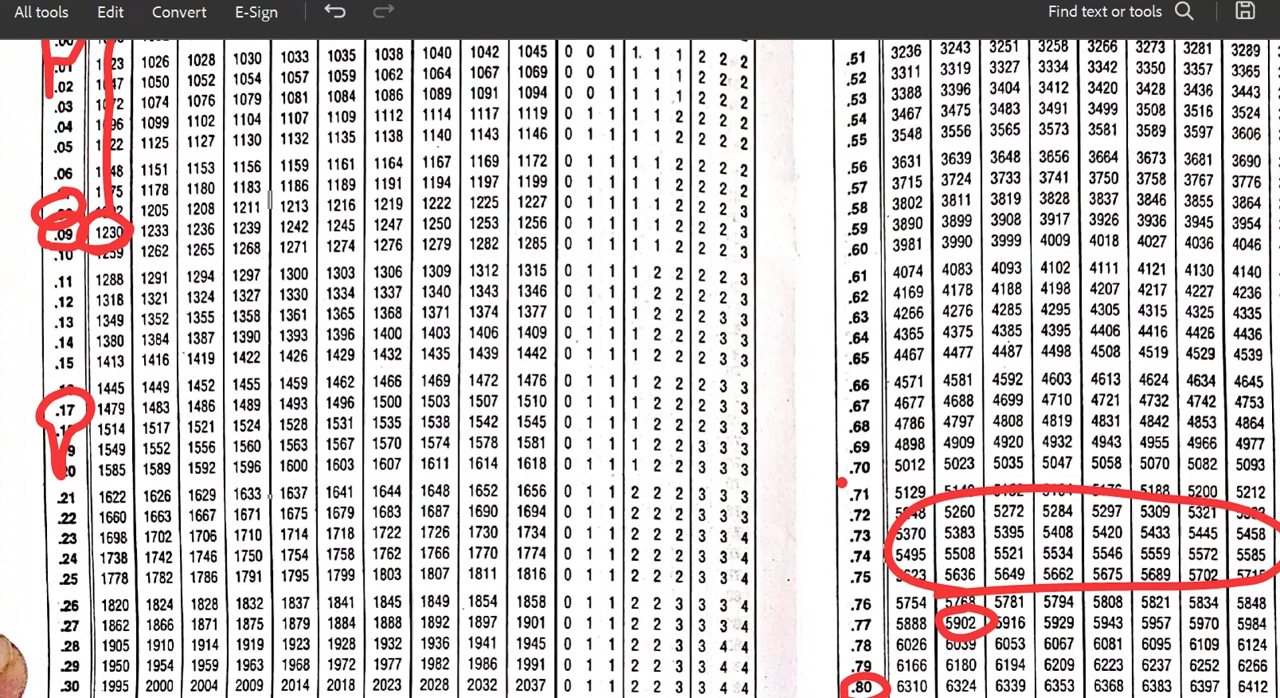 All tools Edit Convert E-Sign Find text or tools
.01 1026 1028 1030 1033 1035 1038 1040 1042 1045 0 0 1 1 1 1 2 2 2
.02 1050 1052 1054 1057 1059 1062 1064 1067 1069 0 0 1 1 1 1 2 2 2
.03 1074 1076 1079 1081 1084 1086 1089 1091 1094 0 0 1 1 1 1 2 2 2
.04 1099 1102 1104 1107 1109 1112 1114 1117 1119 0 1 1 1 1 2 2 2 2
.05 1125 1127 1130 1132 1135 1138 1140 1143 1146 0 1 1 1 1 2 2 2 2
.06 1151 1153 1156 1159 1161 1164 1167 1169 1172 0 1 1 1 1 2 2 2 2
1178 1180 1183 1186 1189 1191 1194 1197 1199 0 1 1 1 1 2 2 2 2
1205 1208 1211 1213 1216 1219 1222 1225 1227 0 1 1 1 1 2 2 2 3
.09 1230 1233 1236 1239 1242 1245 1247 1250 1253 1256 0 1 1 1 1 2 2 2 3
.10 1259 1262 1265 1268 1271 1274 1276 1279 1282 1285 0 1 1 1 1 2 2 2 3
.11 1288 1291 1294 1297 1300 1303 1306 1309 1312 1315 0 1 1 1 2 2 2 2 3
.12 1318 1321 1324 1327 1330 1334 1337 1340 1343 1346 0 1 1 1 2 2 2 2 3
.13 1349 1352 1355 1358 1361 1365 1368 1371 1374 1377 0 1 1 1 2 2 2 3 3
.14 1380 1384 1387 1390 1393 1396 1400 1403 1406 1409 0 1 1 1 2 2 2 3 3
.15 1413 1416 1419 1422 1426 1429 1432 1435 1439 1442 0 1 1 1 2 2 2 3 3
1445 1449 1452 1455 1459 1462 1466 1469 1472 1476 0 1 1 1 2 2 2 3 3
.17 1479 1483 1486 1489 1493 1496 1500 1503 1507 1510 0 1 1 1 2 2 2 3 3
1514 1517 1521 1524 1528 1531 1535 1538 1542 1545 0 1 1 1 2 2 2 3 3
1549 1552 1556 1560 1563 1567 1570 1574 1578 1581 0 1 1 1 2 2 3 3 3
1585 1589 1592 1596 1600 1603 1607 1611 1614 1618 0 1 1 1 2 2 3 3 3
.21 1622 1626 1629 1633 1637 1641 1644 1648 1652 1656 0 1 1 2 2 2 3 3 3
.22 1660 1663 1667 1671 1675 1679 1683 1687 1690 1694 0 1 1 2 2 2 3 3 3
.23 1698 1702 1706 1710 1714 1718 1722 1726 1730 1734 0 1 1 2 2 2 3 3 4
.24 1738 1742 1746 1750 1754 1758 1762 1766 1770 1774 0 1 1 2 2 2 3 3 4
.25 1778 1782 1786 1791 1795 1799 1803 1807 1811 1816 0 1 1 2 2 2 3 3 4
.26 1820 1824 1828 1832 1837 1841 1845 1849 1854 1858 0 1 1 2 2 3 3 3 4
.27 1862 1866 1871 1875 1879 1884 1888 1892 1897 1901 0 1 1 2 2 3 3 3 4
.28 1905 1910 1914 1919 1923 1928 1932 1936 1941 1945 0 1 1 2 2 3 3 4 4
.29 1950 1954 1959 1963 1968 1972 1977 1982 1986 1991 0 1 1 2 2 3 3 4 4
.30 1995 2000 2004 2009 2014 2018 2023 2028 2032 2037 0 1 1 2 2 3 3 4 4
.51 3236 3243 3251 3258 3266 3273 3281 3289
.52 3311 3319 3327 3334 3342 3350 3357 3365
.53 3388 3396 3404 3412 3420 3428 3436 3443
.54 3467 3475 3483 3491 3499 3508 3516 3524
.55 3548 3556 3565 3573 3581 3589 3597 3606
.56 3631 3639 3648 3656 3664 3673 3681 3690
.57 3715 3724 3733 3741 3750 3758 3767 3776
.58 3802 3811 3819 3828 3837 3846 3855 3864
.59 3890 3899 3908 3917 3926 3936 3945 3954
.60 3981 3990 3999 4009 4018 4027 4036 4046
.61 4074 4083 4093 4102 4111 4121 4130 4140
.62 4169 4178 4188 4198 4207 4217 4227 4236
.63 4266 4276 4285 4295 4305 4315 4325 4335
.64 4365 4375 4385 4395 4406 4416 4426 4436
.65 4467 4477 4487 4498 4508 4519 4529 4539
.66 4571 4581 4592 4603 4613 4624 4634 4645
.67 4677 4688 4699 4710 4721 4732 4742 4753
.68 4786 4797 4808 4819 4831 4842 4853 4864
.69 4898 4909 4920 4932 4943 4955 4966 4977
.70 5012 5023 5035 5047 5058 5070 5082 5093
.71 5129 5188 5200 5212
.72 5260 5272 5284 5297 5309 5321
.73 5370 5383 5395 5408 5420 5433 5445 5458
.74 5495 5508 5521 5534 5546 5559 5572 5585
.75 5636 5649 5662 5675 5689 5702
.76 5754 5768 5781 5794 5808 5821 5834 5848
.77 5888 5902 5916 5929 5943 5957 5970 5984
.78 6026 6039 6053 6067 6081 6095 6109 6124
.79 6166 6180 6194 6209 6223 6237 6252 6266
.80 6310 6324 6339 6353 6368 6383 6397 6412